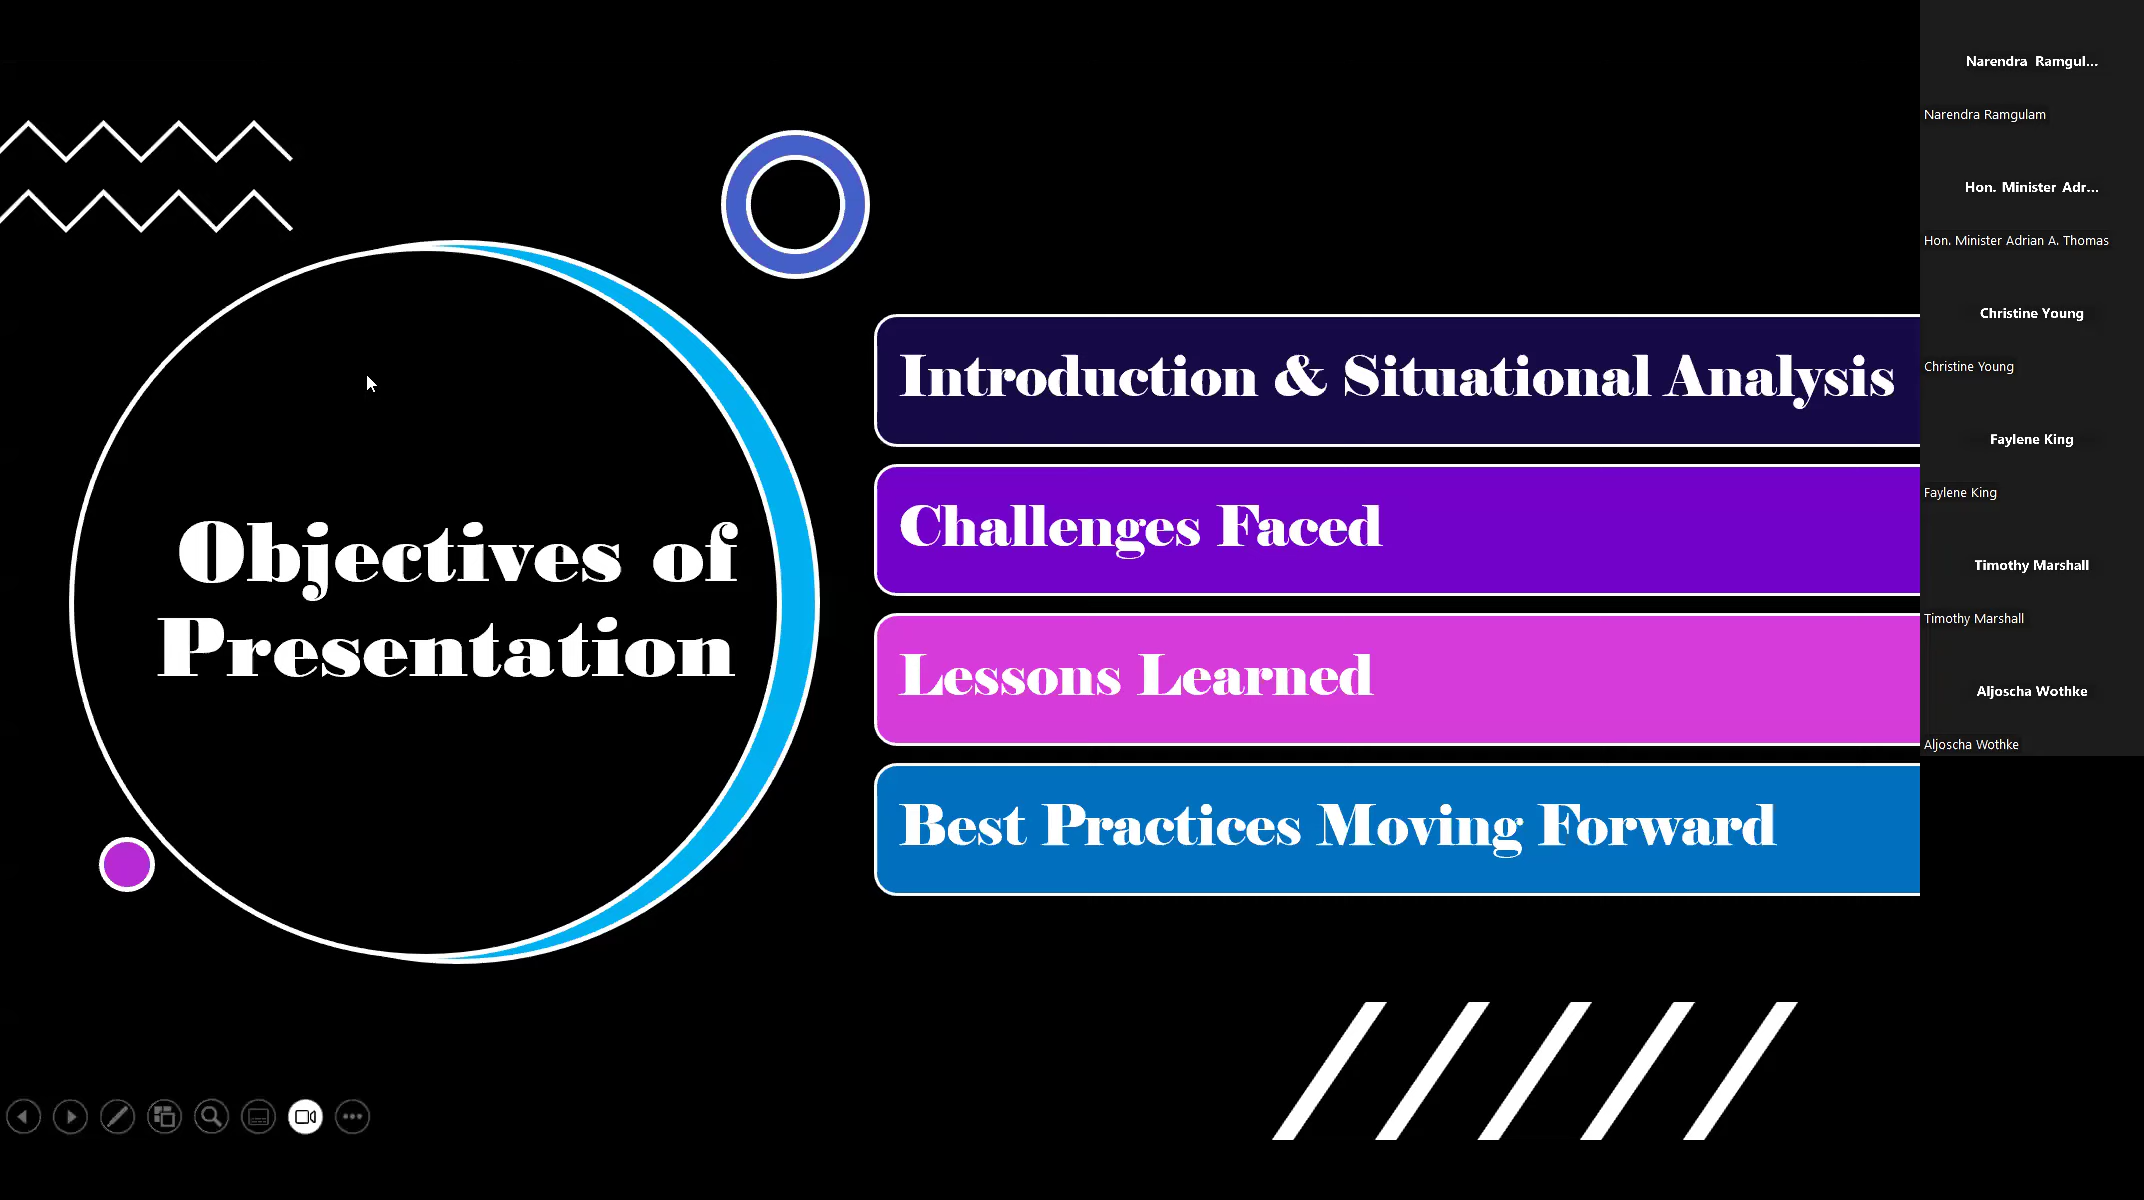 Objectives of
Presentation
Introduction & Situational Analysis
Challenges Faced
Lessons Learned
Best Practices Moving Forward
Narendra Ramgul...
Narendra Ramgulam
Hon. Minister Adr...
Hon. Minister Adrian A. Thomas
Christine Young
Christine Young
Faylene King
Faylene King
Timothy Marshall
Timothy Marshall
Aljoscha Wothke
Aljoscha Wothke